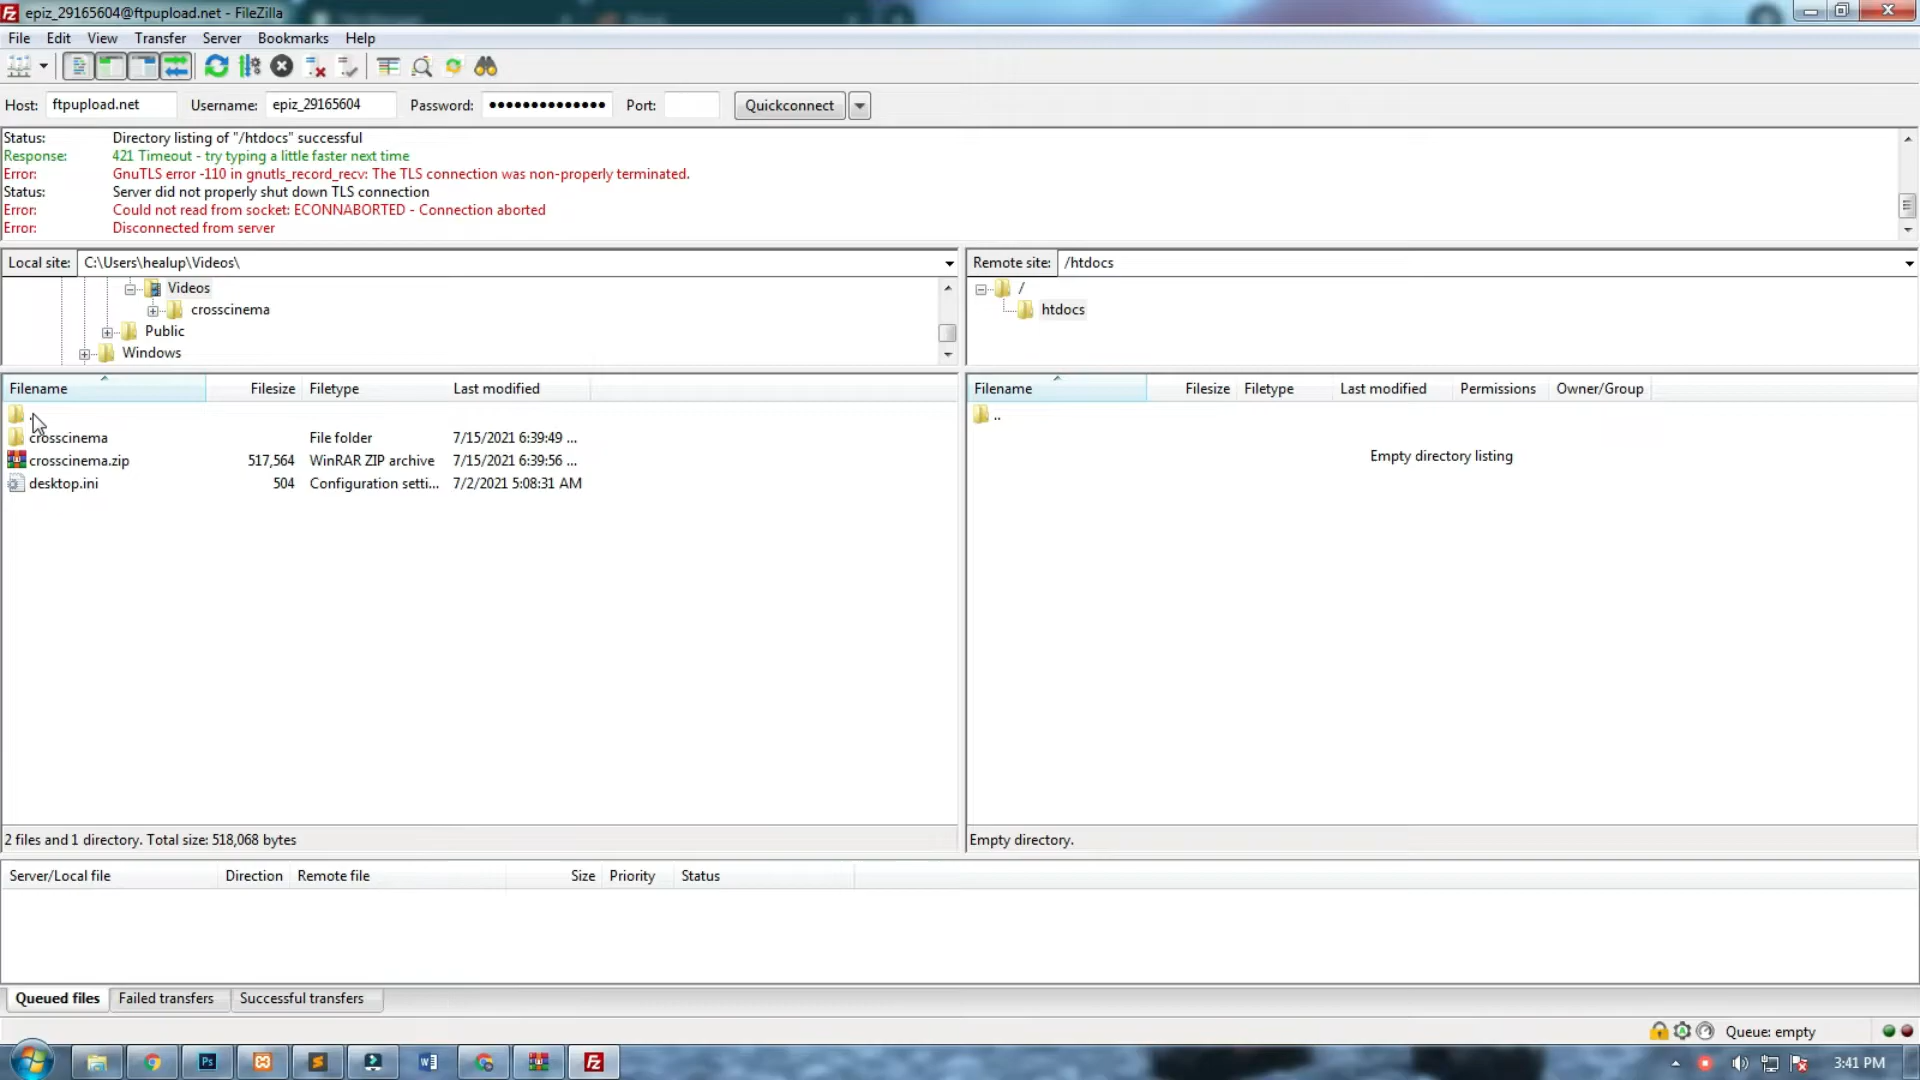 epiz_29165604@ftpupload.net - FileZilla
File Edit View Transfer Server Bookmarks Help
Host: ftpupload.net Username: epiz_29165604 Password: ●●●●●●●●●●●●●● Port: Quickconnect
Status: Directory listing of "/htdocs" successful
Response: 421 Timeout - try typing a little faster next time
Error: GnuTLS error -110 in gnutls_record_recv: The TLS connection was non-properly terminated.
Status: Server did not properly shut down TLS connection
Error: Could not read from socket: ECONNABORTED - Connection aborted
Error: Disconnected from server
Local site: C:\Users\healup\Videos\
Videos
crosscinema
Public
Windows
Remote site: /htdocs
/
htdocs
Filename Filesize Filetype Last modified
crosscinema File folder 7/15/2021 6:39:49 ...
crosscinema.zip 517,564 WinRAR ZIP archive 7/15/2021 6:39:56 ...
desktop.ini 504 Configuration setti... 7/2/2021 5:08:31 AM
2 files and 1 directory. Total size: 518,068 bytes
Filename Filesize Filetype Last modified Permissions Owner/Group
..
Empty directory listing
Empty directory.
Server/Local file Direction Remote file Size Priority Status
Queued files Failed transfers Successful transfers
Queue: empty
3:41 PM